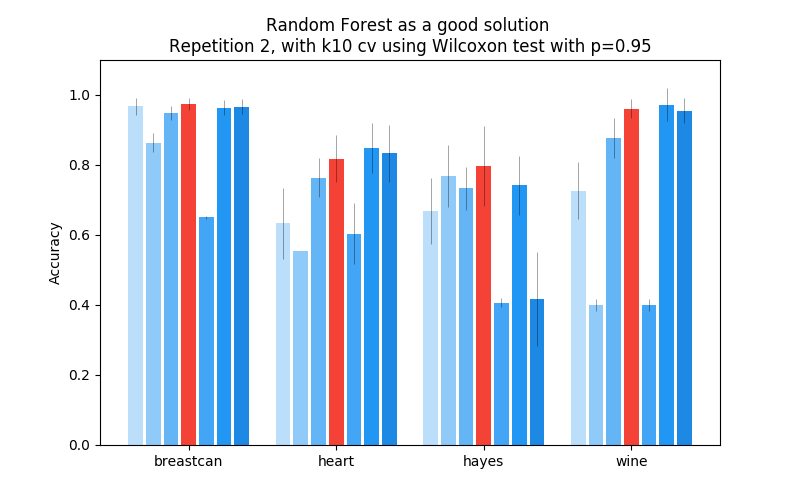 Random Forest as a good solution
Repetition 2, with k10 cv using Wilcoxon test with p=0.95
Accuracy
1.0
0.8
0.6
0.4
0.2
0.0
breastcan heart hayes wine